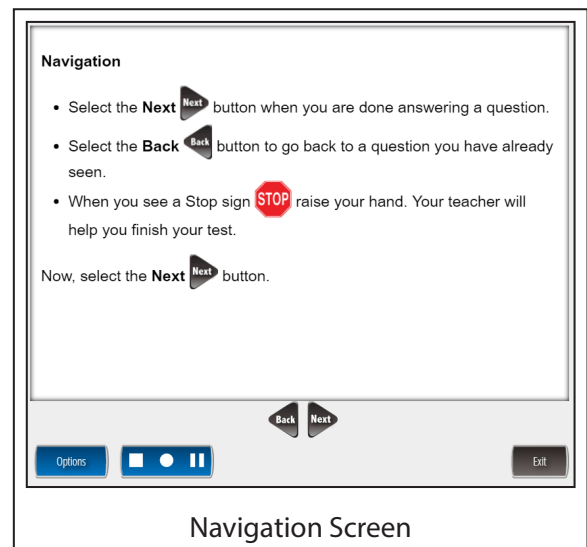 Navigation
• Select the Next Next button when you are done answering a question.
• Select the Back Back button to go back to a question you have already
seen.
• When you see a Stop sign STOP raise your hand. Your teacher will
help you finish your test.
Now, select the Next Next button.
Back Next
Options
Exit
Navigation Screen